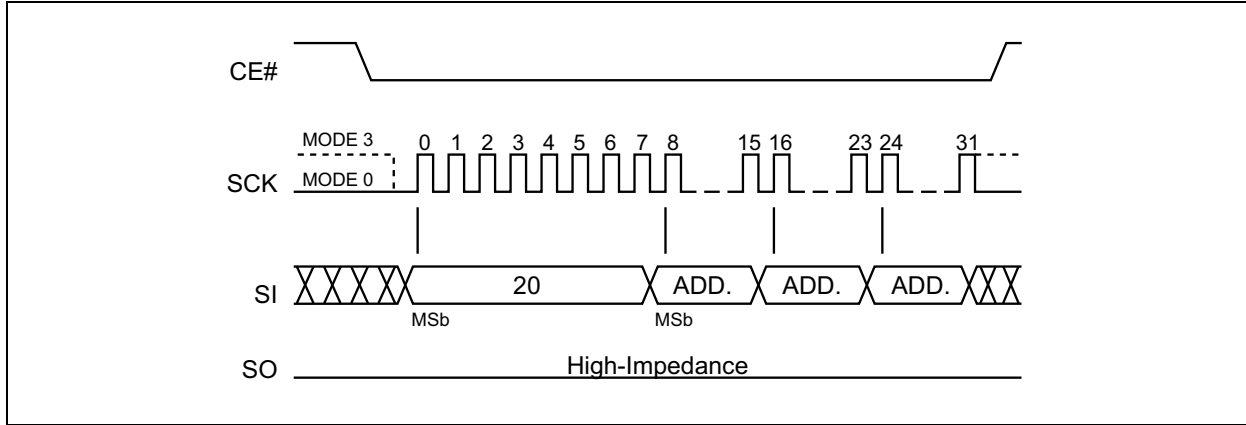 CE#
MODE 3
0 1 2 3 4 5 6 7 8 15 16 23 24 31
SCK
MODE 0
SI
20
ADD.
ADD.
ADD.
MSb
MSb
SO
High-Impedance